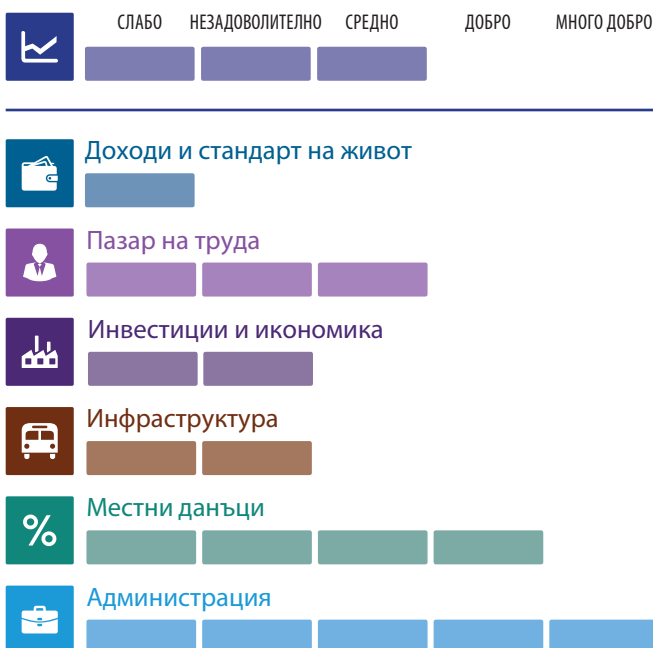 СЛАБО НЕЗАДОВОЛИТЕЛНО СРЕДНО ДОБРО МНОГО ДОБРО
Доходи и стандарт на живот
Пазар на труда
Инвестиции и икономика
Инфраструктура
Местни данъци
%
Администрация